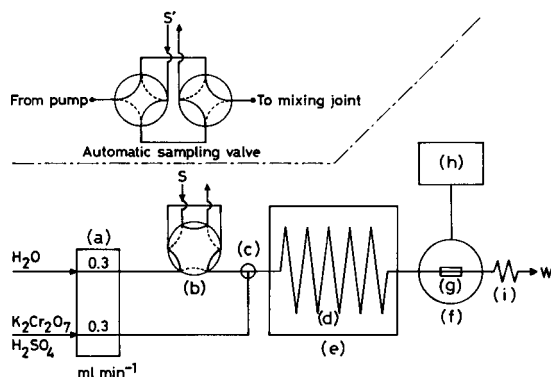 S'
From pump
To mixing joint
Automatic sampling valve
(h)
S
(a)
(c)
H₂O
0.3
W
(b)
(g)
(d)
(i)
K₂Cr₂O₇
0.3
(f)
H₂SO₄
(e)
ml min⁻¹